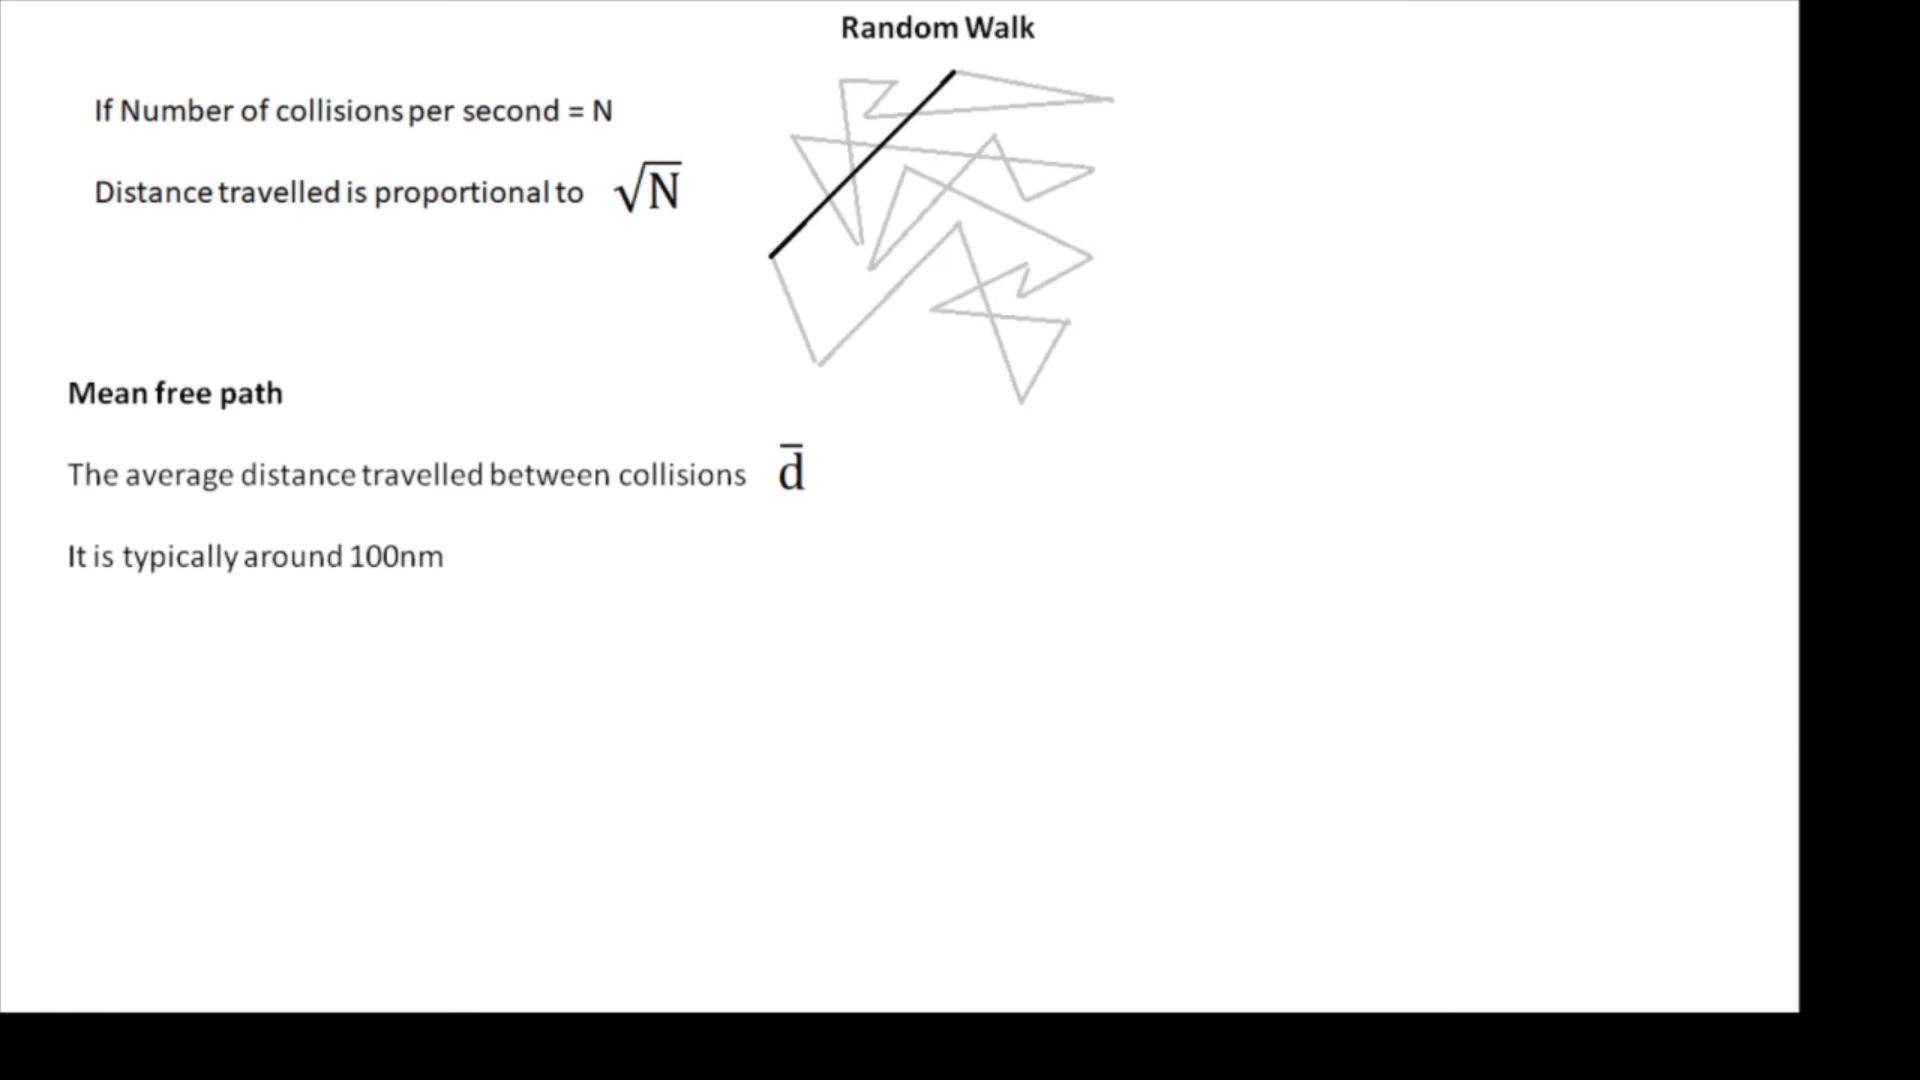 Random Walk
If Number of collisions per second = N
Distance travelled is proportional to √N
Mean free path
The average distance travelled between collisions d̅
It is typically around 100nm